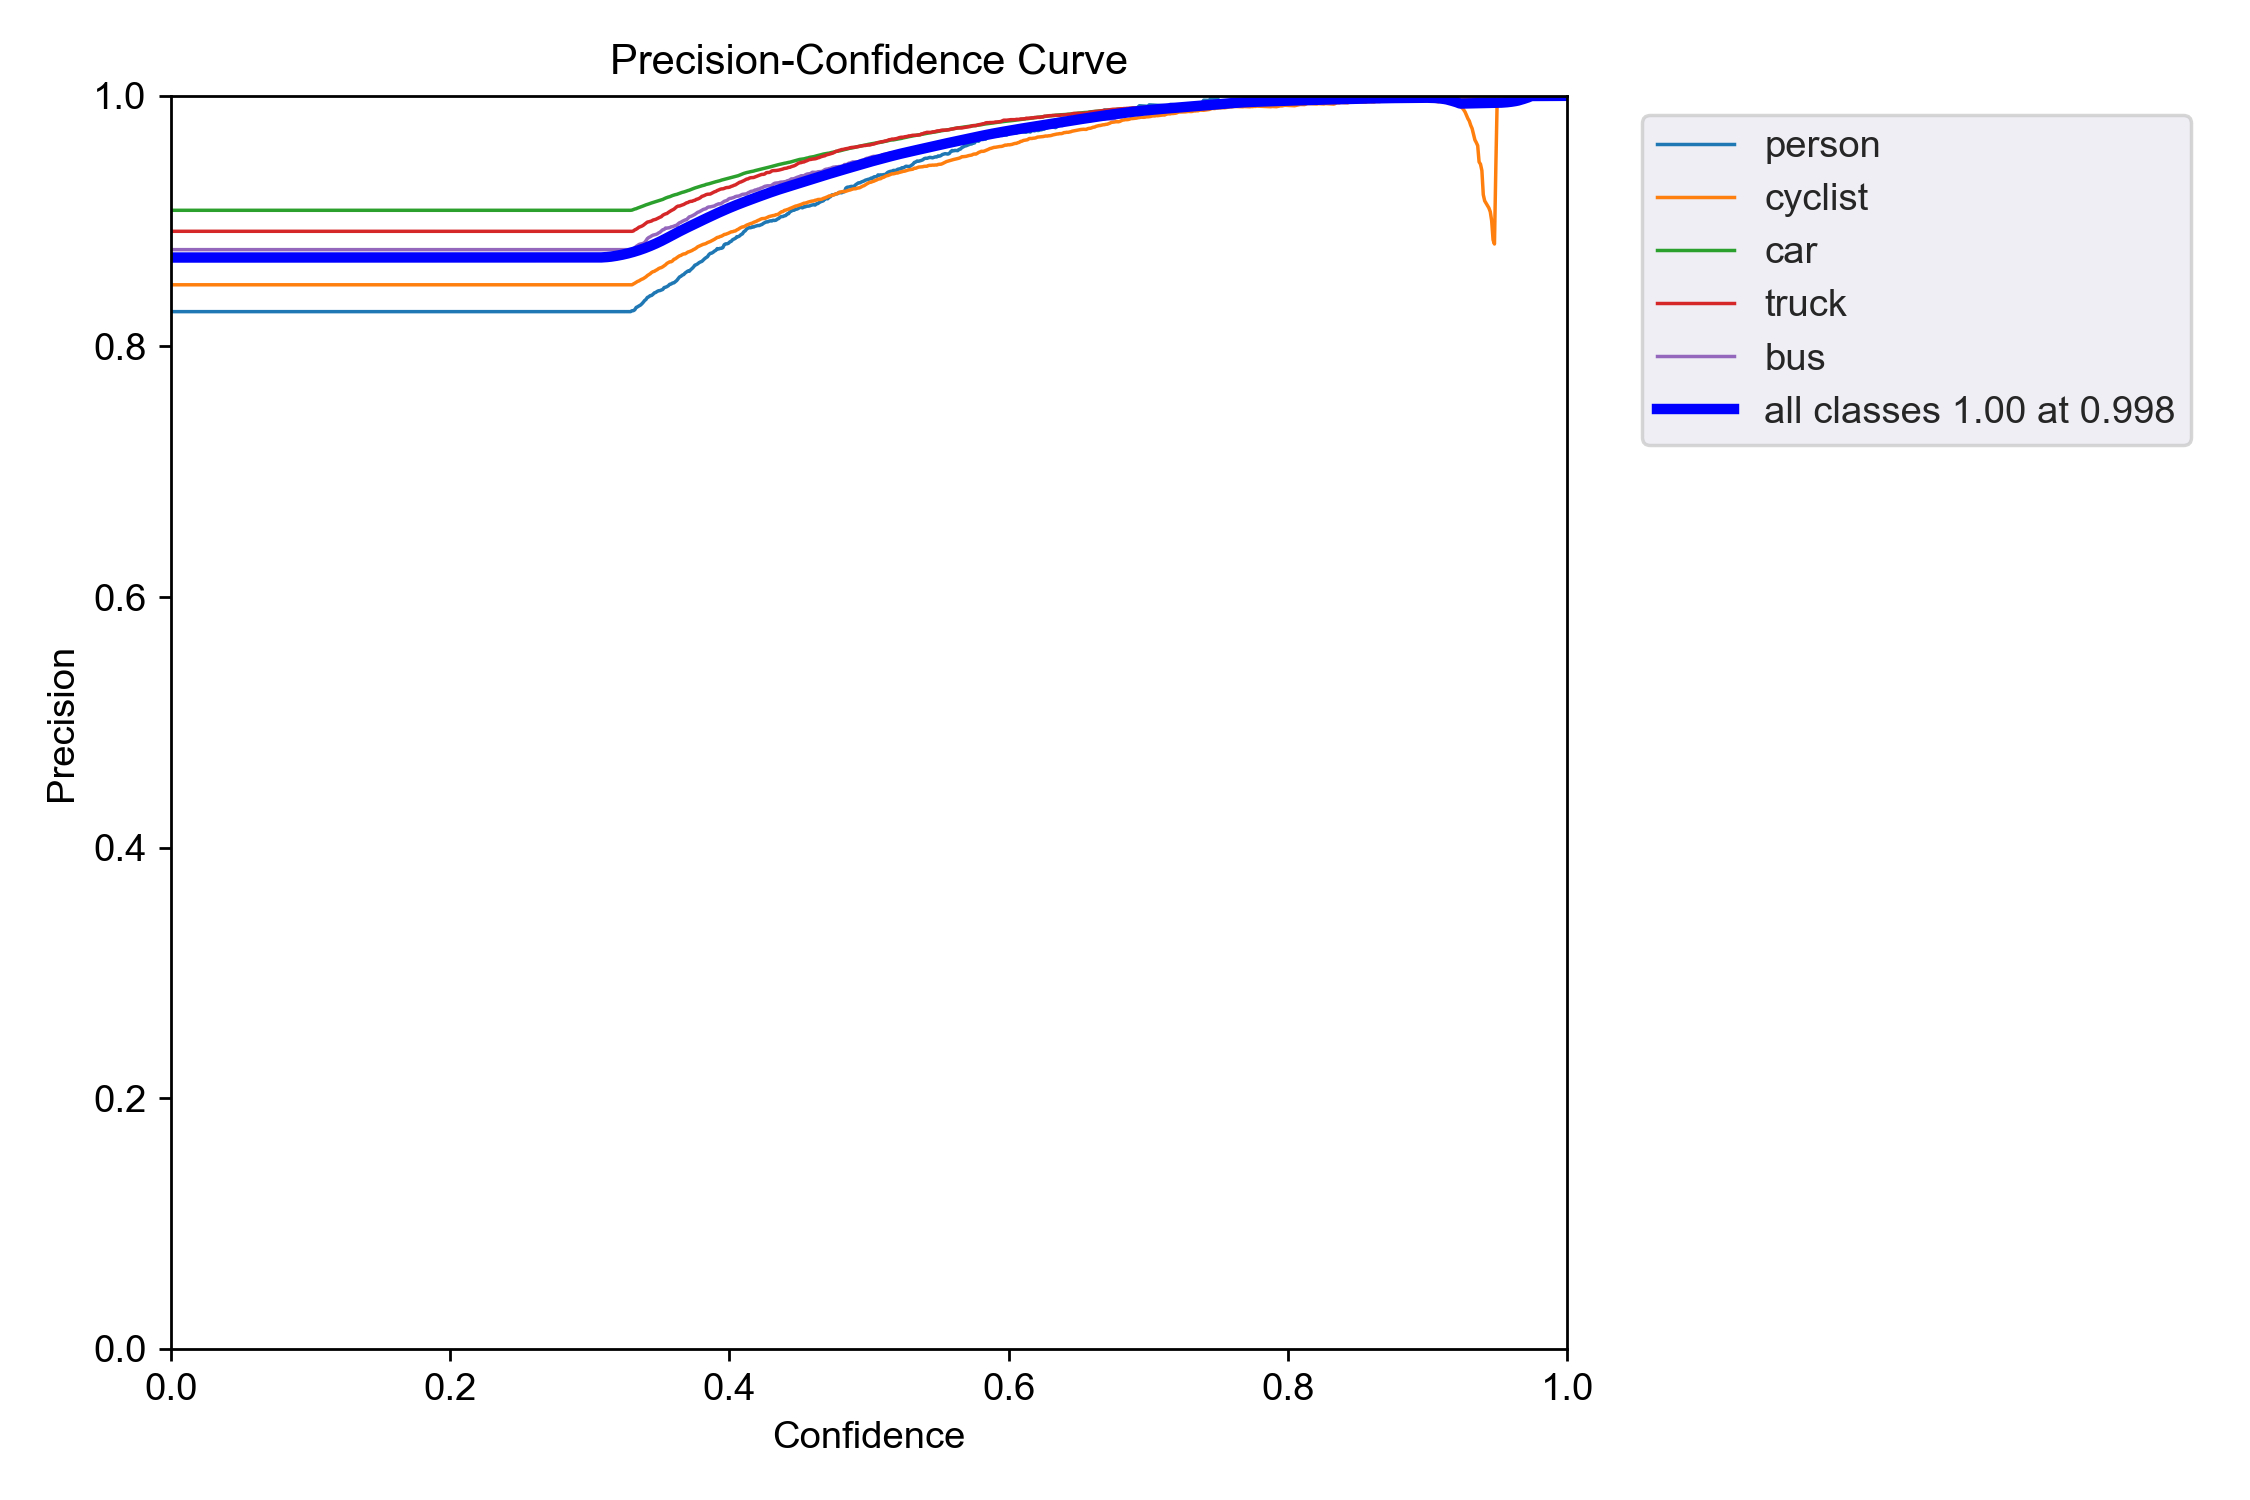 Precision-Confidence Curve
1.0
0.8
0.6
0.4
0.2
0.0
Precision
0.0 0.2 0.4 0.6 0.8 1.0
Confidence
person
cyclist
car
truck
bus
all classes 1.00 at 0.998